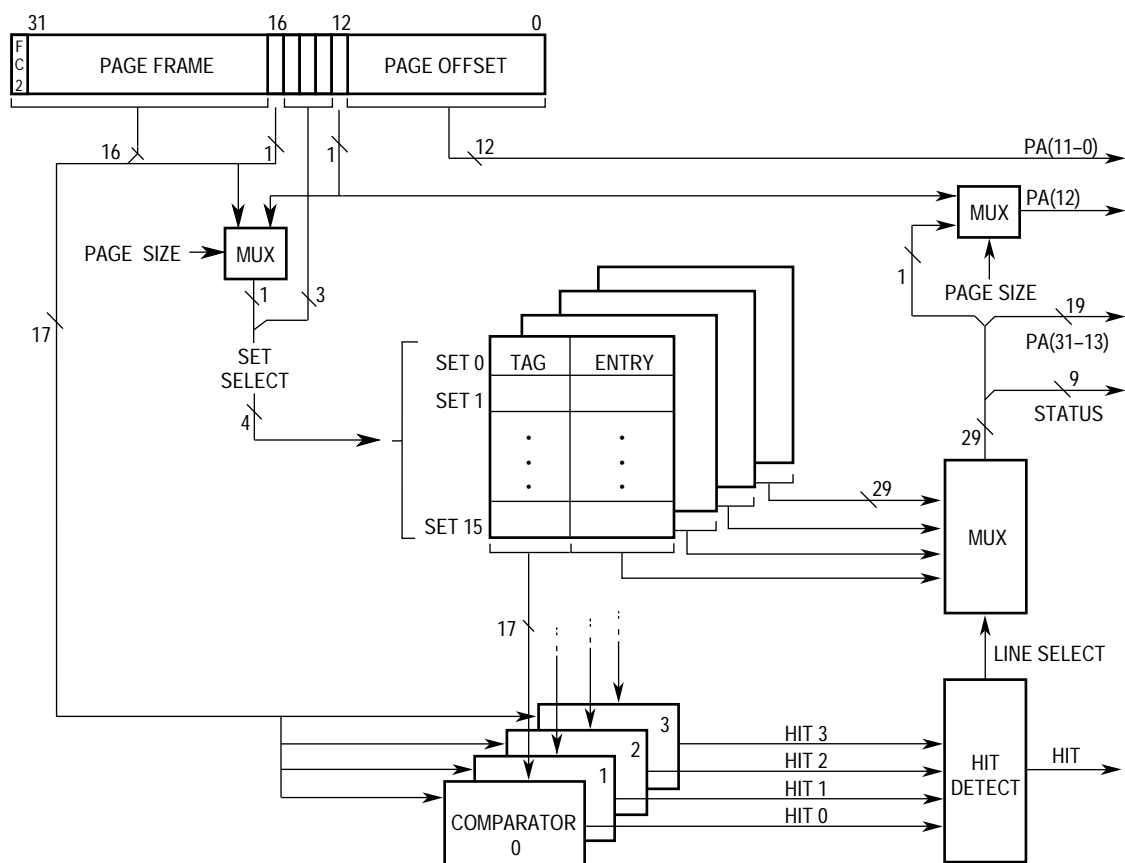 31 16 12 0
F
C
2
PAGE FRAME
PAGE OFFSET
16 1 1 12
PA(11–0)
MUX
PA(12)
PAGE SIZE
MUX
1 3
1
PAGE SIZE
17
19
PA(31–13)
SET
SELECT
SET 0 TAG ENTRY
9
SET 1
STATUS
4
29
29
SET 15
MUX
17
LINE SELECT
3
HIT 3
2
HIT 2
HIT
HIT
DETECT
1
HIT 1
COMPARATOR
0
HIT 0